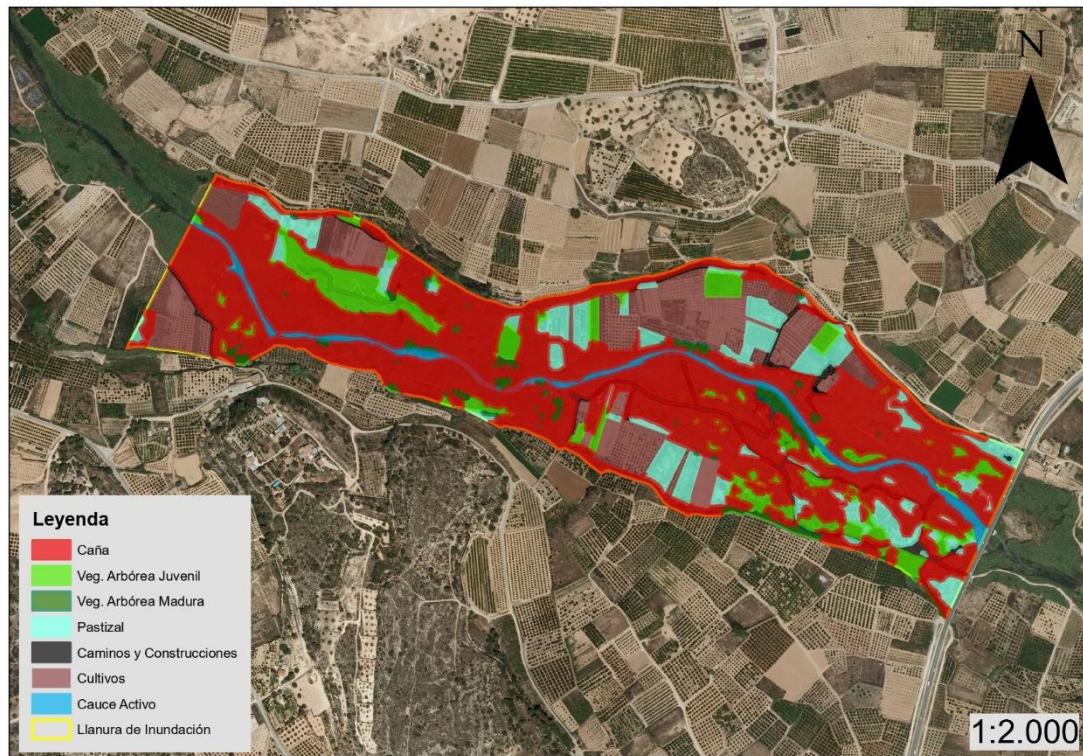 N
Leyenda
Caña
Veg. Arbórea Juvenil
Veg. Arbórea Madura
Pastizal
Caminos y Construcciones
Cultivos
Cauce Activo
Llanura de Inundación
1:2.000